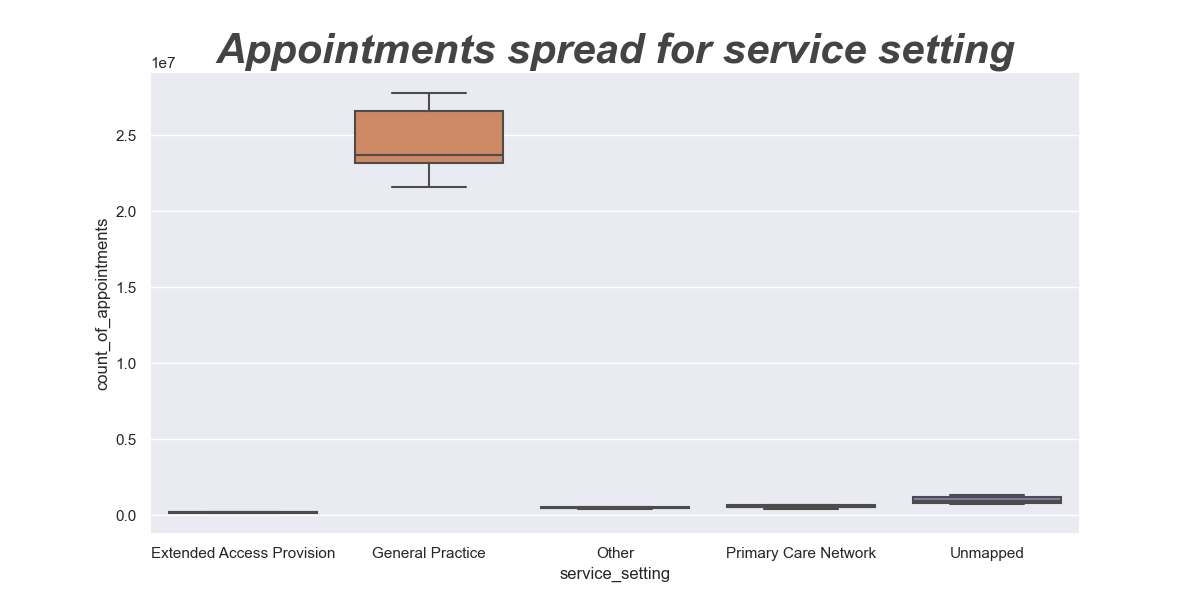 Appointments spread for service setting
1e7
2.5
2.0
1.5
1.0
0.5
0.0
count_of_appointments
Extended Access Provision General Practice Other Primary Care Network Unmapped
service_setting